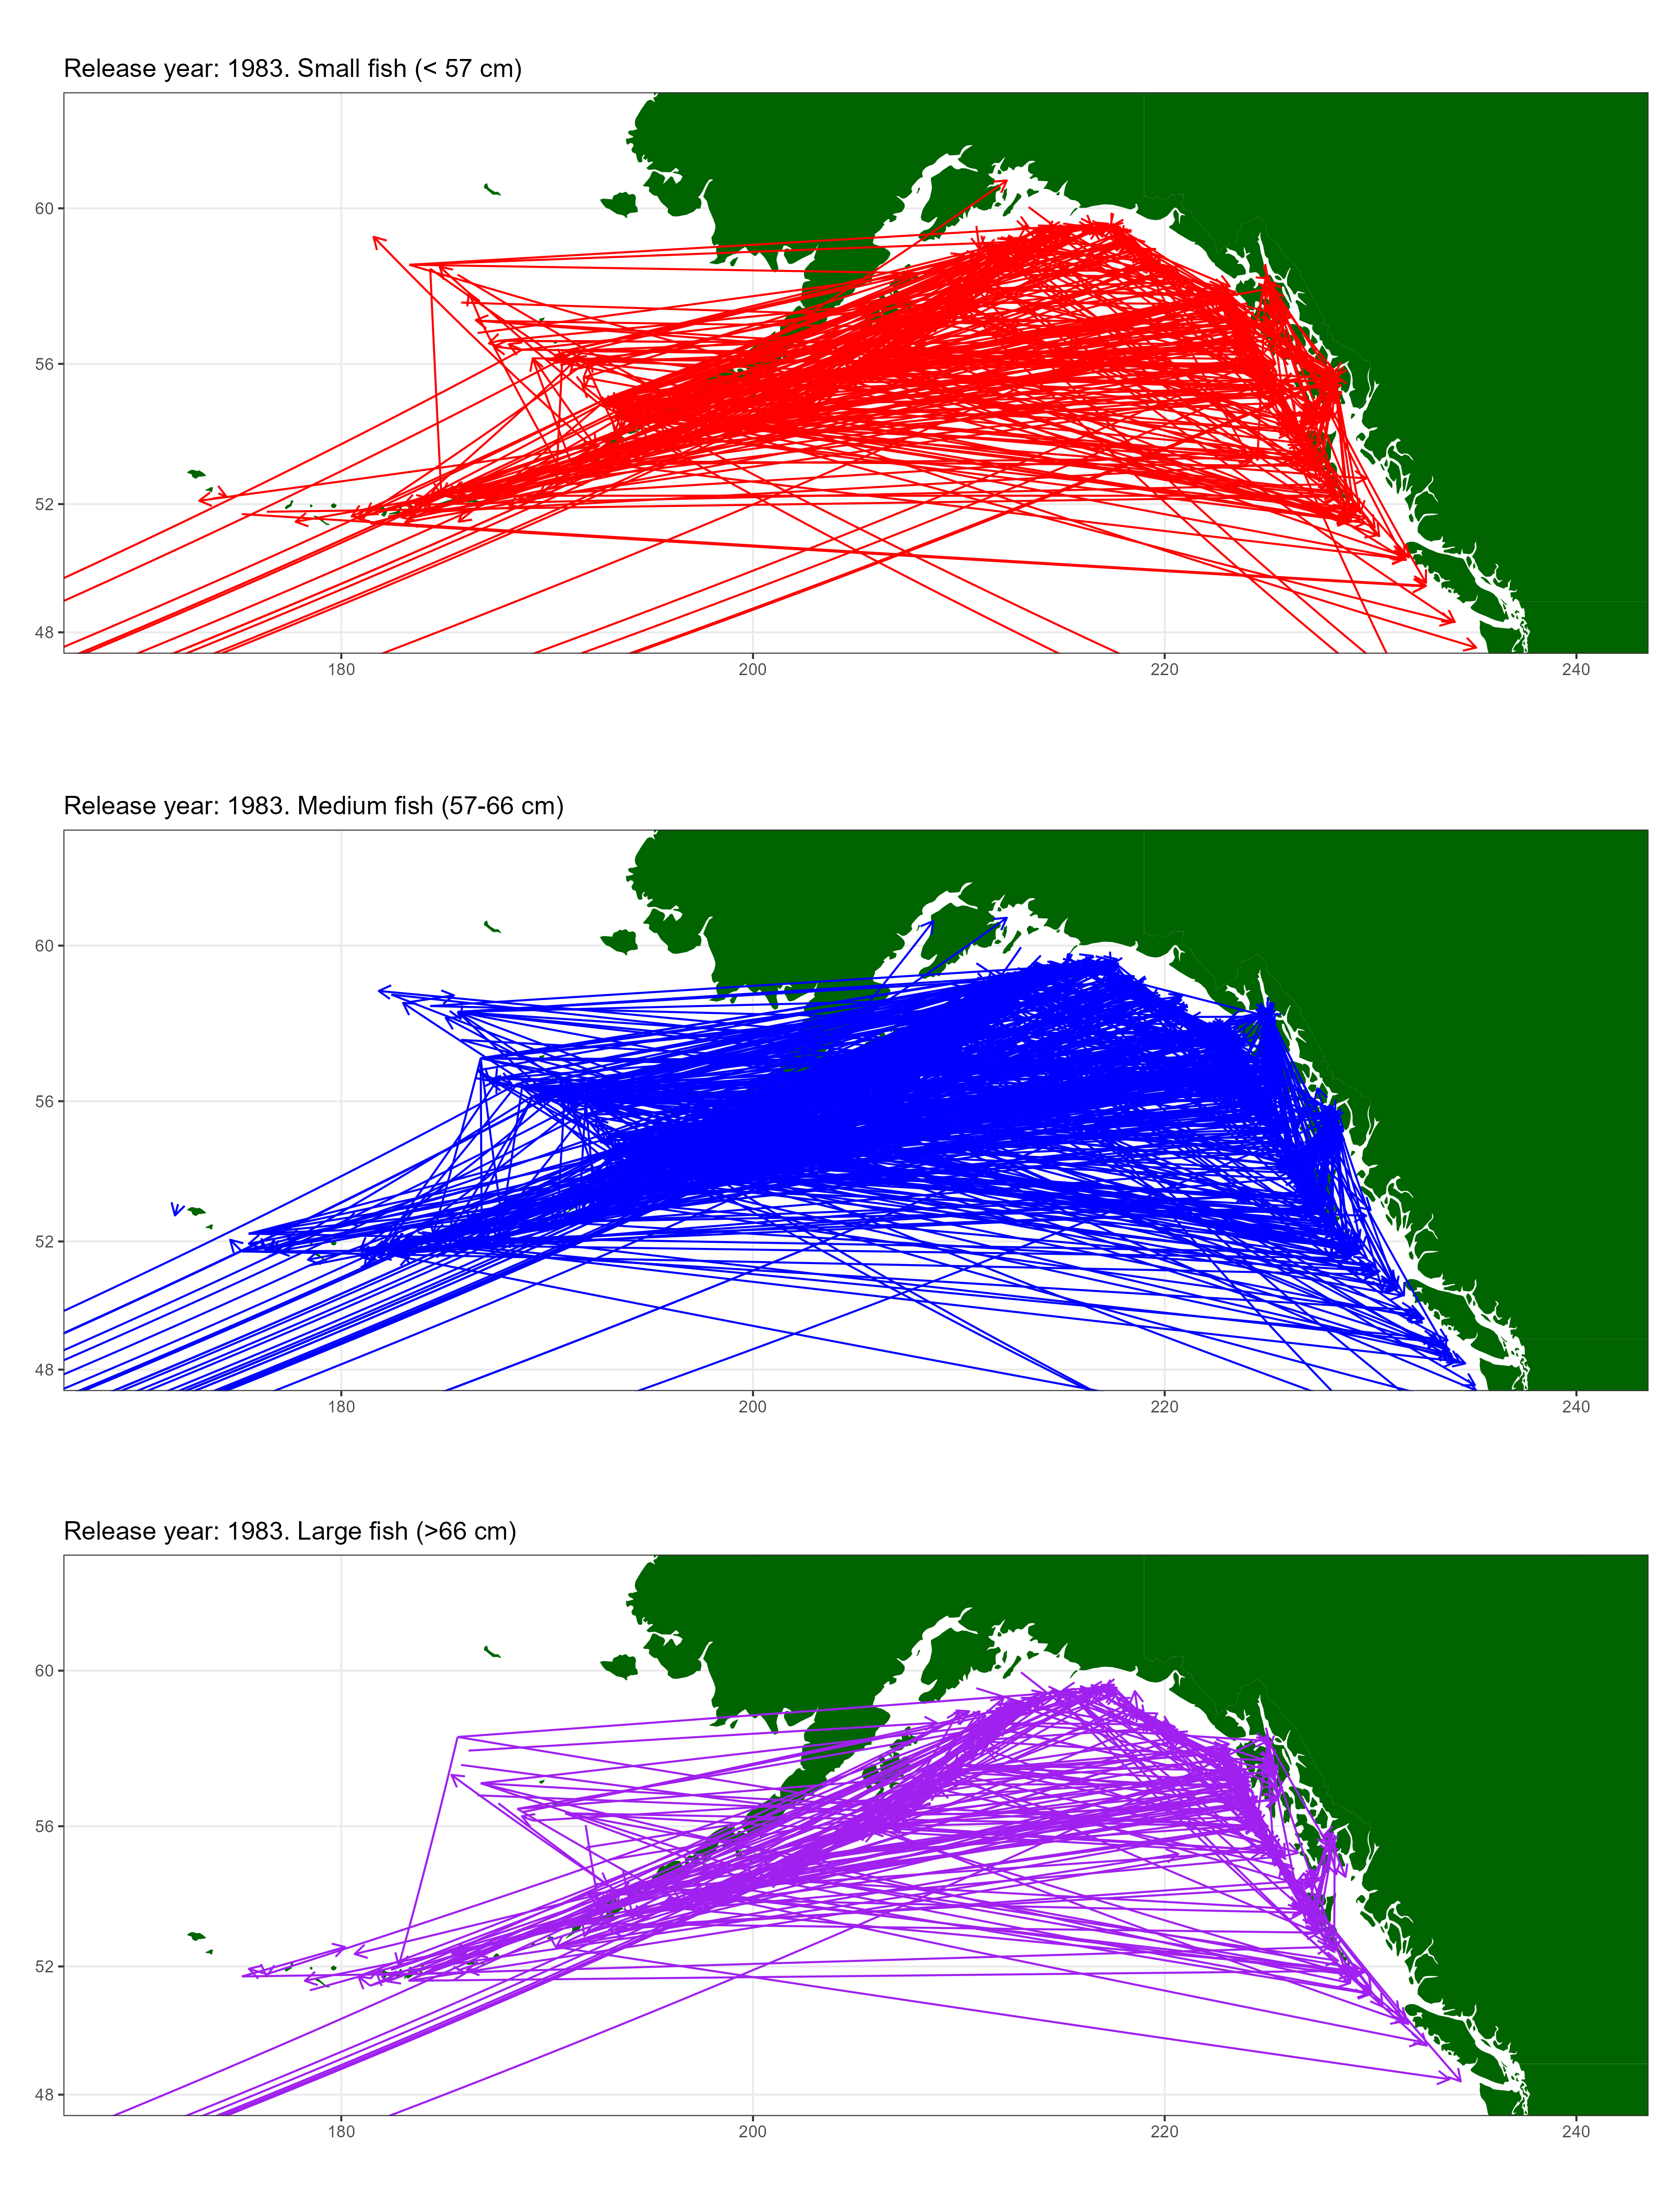 Release year: 1983. Small fish (< 57 cm)
60
56
52
48
180 200 220 240
Release year: 1983. Medium fish (57-66 cm)
60
56
52
48
180 200 220 240
Release year: 1983. Large fish (>66 cm)
60
56
52
48
180 200 220 240